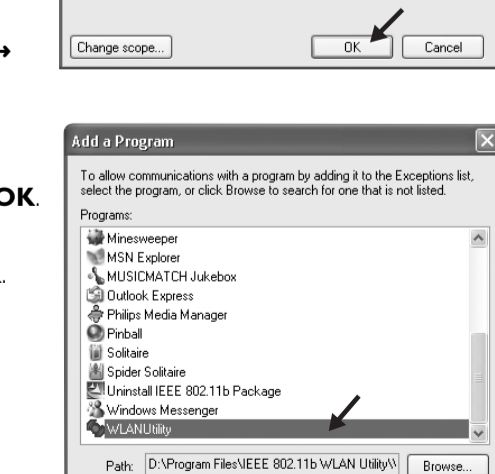 Change scope...
OK
Cancel
Add a Program
To allow communications with a program by adding it to the Exceptions list,
select the program, or click Browse to search for one that is not listed.
OK.
Programs:
Minesweeper
MSN Explorer
MUSICMATCH Jukebox
Outlook Express
Philips Media Manager
Pinball
Solitaire
Spider Solitaire
Uninstall IEEE 802.11b Package
Windows Messenger
WLANUtility
Path:
D:\Program Files\IEEE 802.11b WLAN Utility\\
Browse...